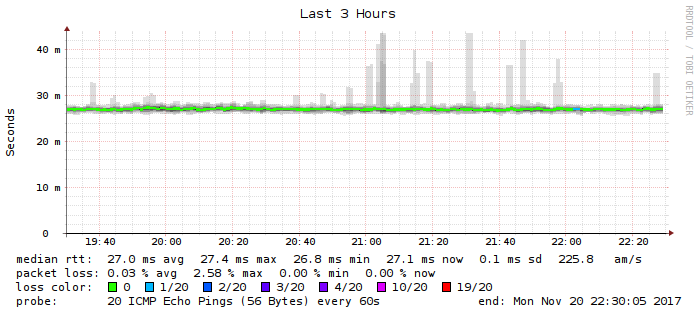 Last 3 Hours
RRDTOOL / TOBI OETIKER
Seconds
40 m
30 m
20 m
10 m
0
19:40 20:00 20:20 20:40 21:00 21:20 21:40 22:00 22:20
median rtt: 27.0 ms avg 27.4 ms max 26.8 ms min 27.1 ms now 0.1 ms sd 225.8 am/s
packet loss: 0.03 % avg 2.58 % max 0.00 % min 0.00 % now
loss color: 0 1/20 2/20 3/20 4/20 10/20 19/20
probe: 20 ICMP Echo Pings (56 Bytes) every 60s end: Mon Nov 20 22:30:05 2017